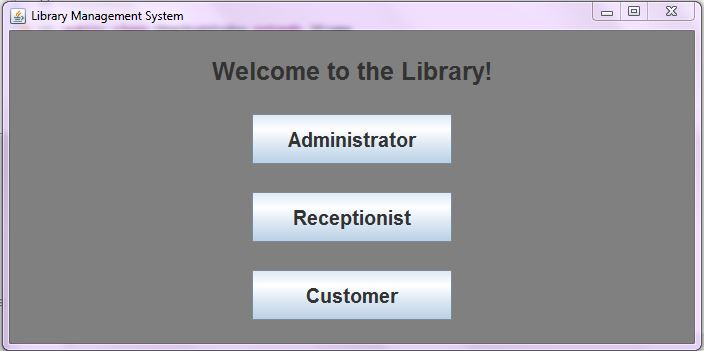 Library Management System
Welcome to the Library!
Administrator
Receptionist
Customer